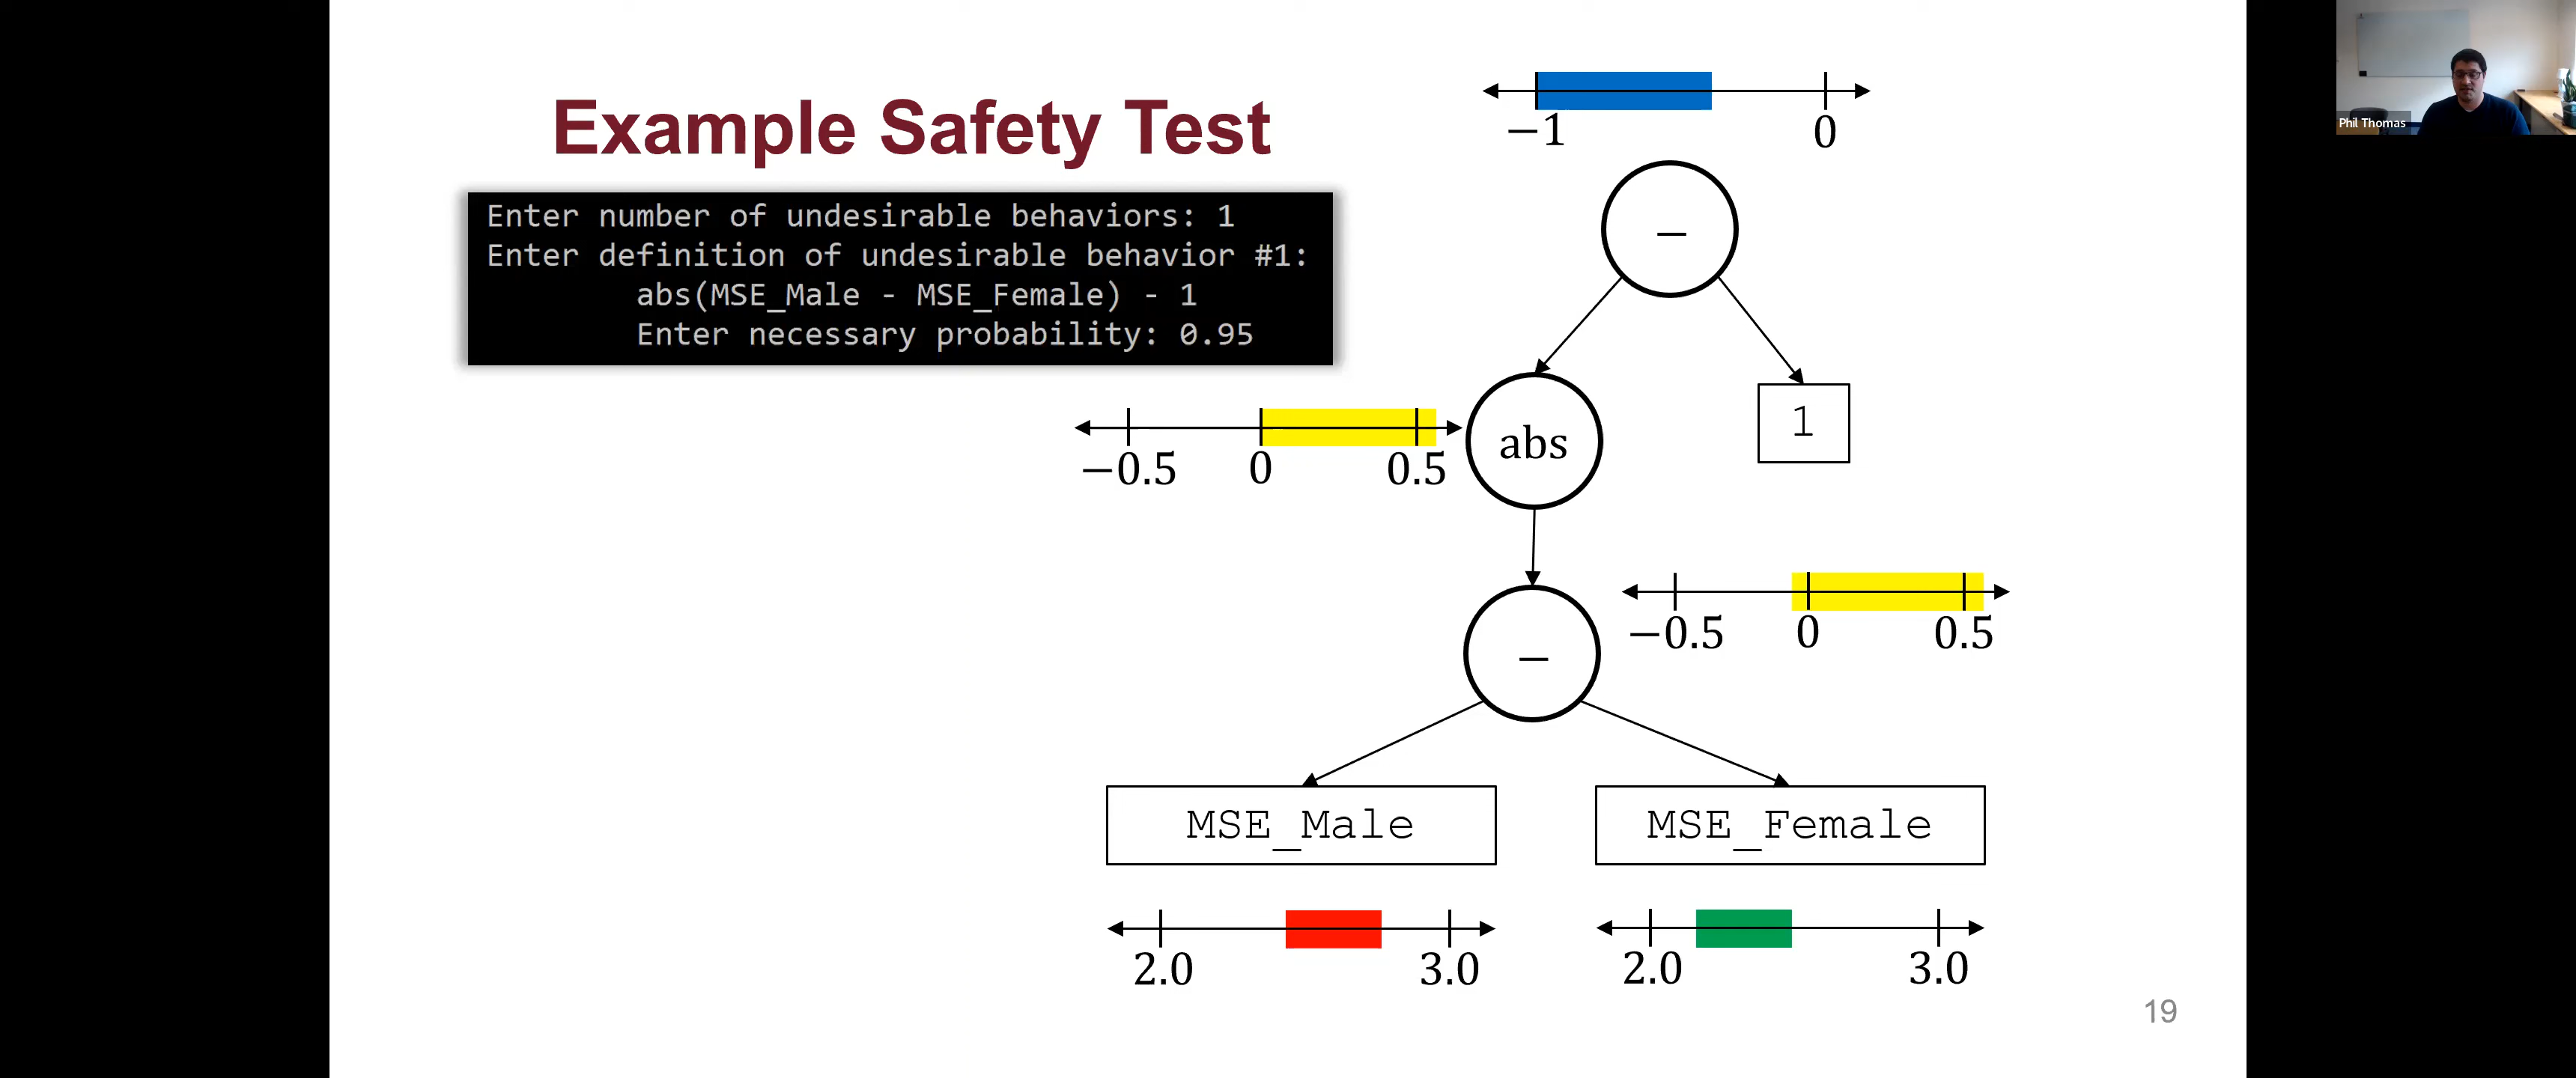 Example Safety Test
Enter number of undesirable behaviors: 1
Enter definition of undesirable behavior #1:
abs(MSE_Male - MSE_Female) - 1
Enter necessary probability: 0.95
−1
0
−
abs
1
−0.5
0
0.5
−
−0.5
0
0.5
MSE_Male
MSE_Female
2.0
3.0
2.0
3.0
19
Phil Thomas